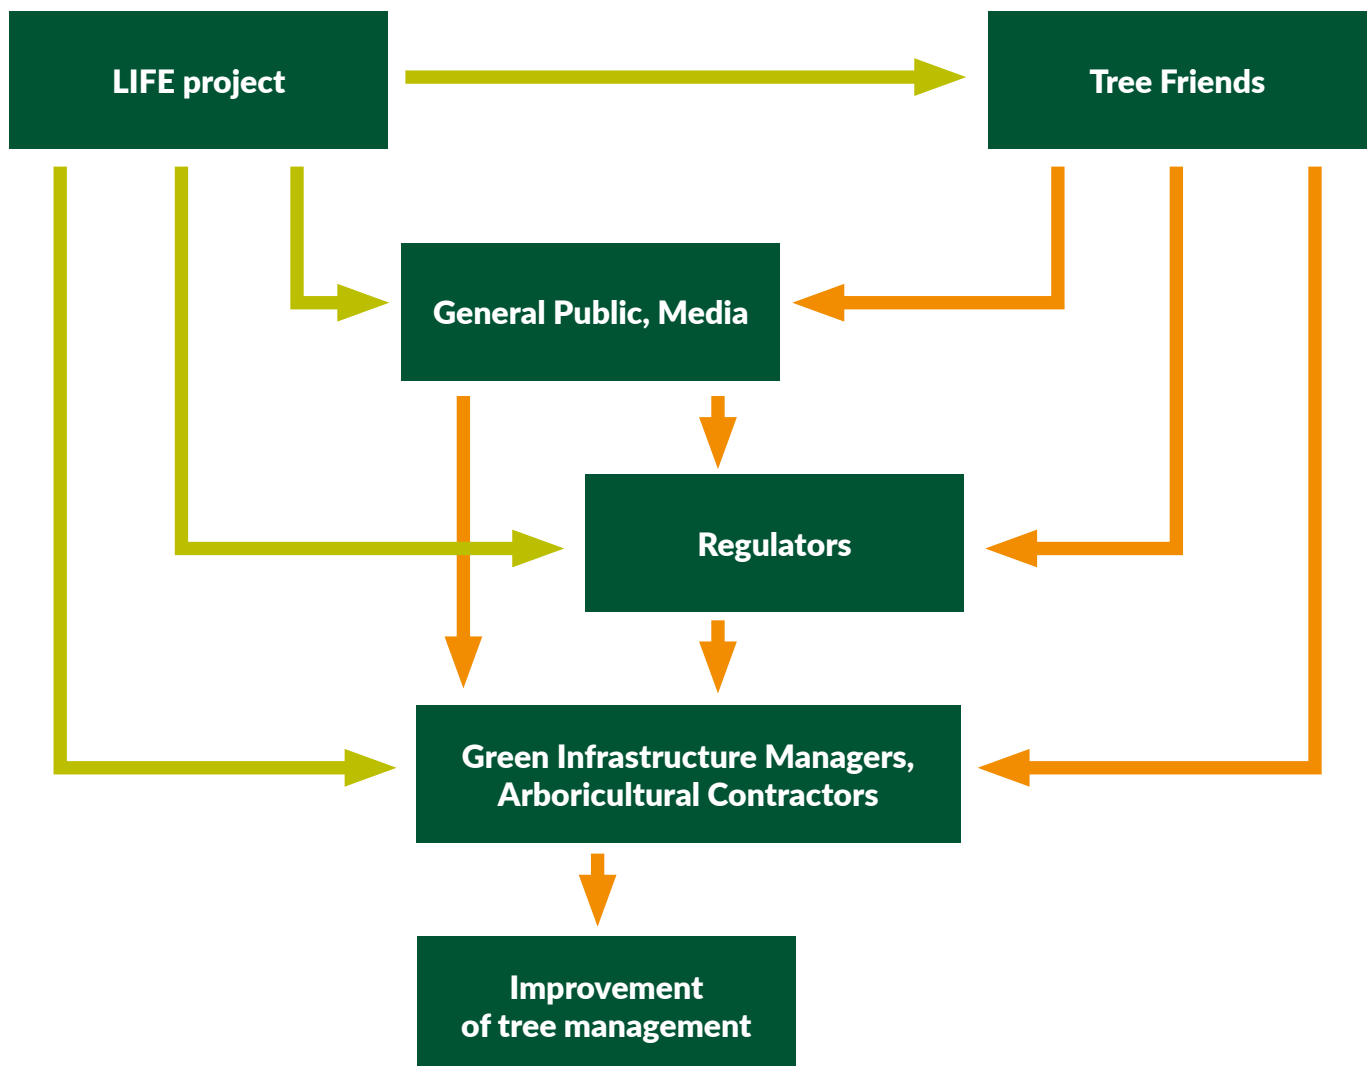 LIFE project
Tree Friends
General Public, Media
Regulators
Green Infrastructure Managers,
Arboricultural Contractors
Improvement
of tree management